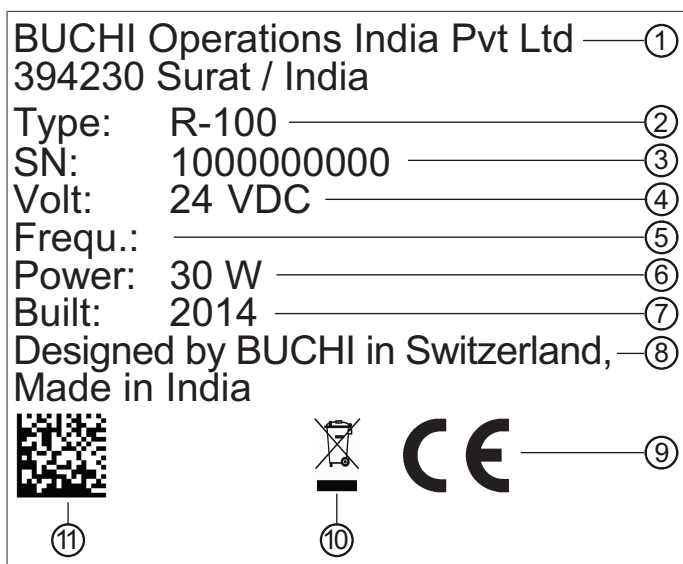 BUCHI Operations India Pvt Ltd 1
394230 Surat / India
Type: R-100 2
SN: 1000000000 3
Volt: 24 VDC 4
Frequ.: 5
Power: 30 W 6
Built: 2014 7
Designed by BUCHI in Switzerland, 8
Made in India
CE 9
11 10